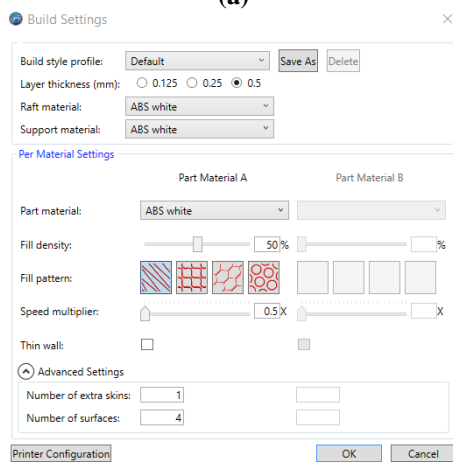 (a)
Build Settings
Build style profile: Default Save As Delete
Layer thickness (mm): 0.125 0.25 0.5
Raft material: ABS white
Support material: ABS white
Per Material Settings
Part Material A Part Material B
Part material: ABS white
Fill density: 50 % %
Fill pattern:
Speed multiplier: 0.5 X X
Thin wall:
Advanced Settings
Number of extra skins: 1
Number of surfaces: 4
Printer Configuration OK Cancel